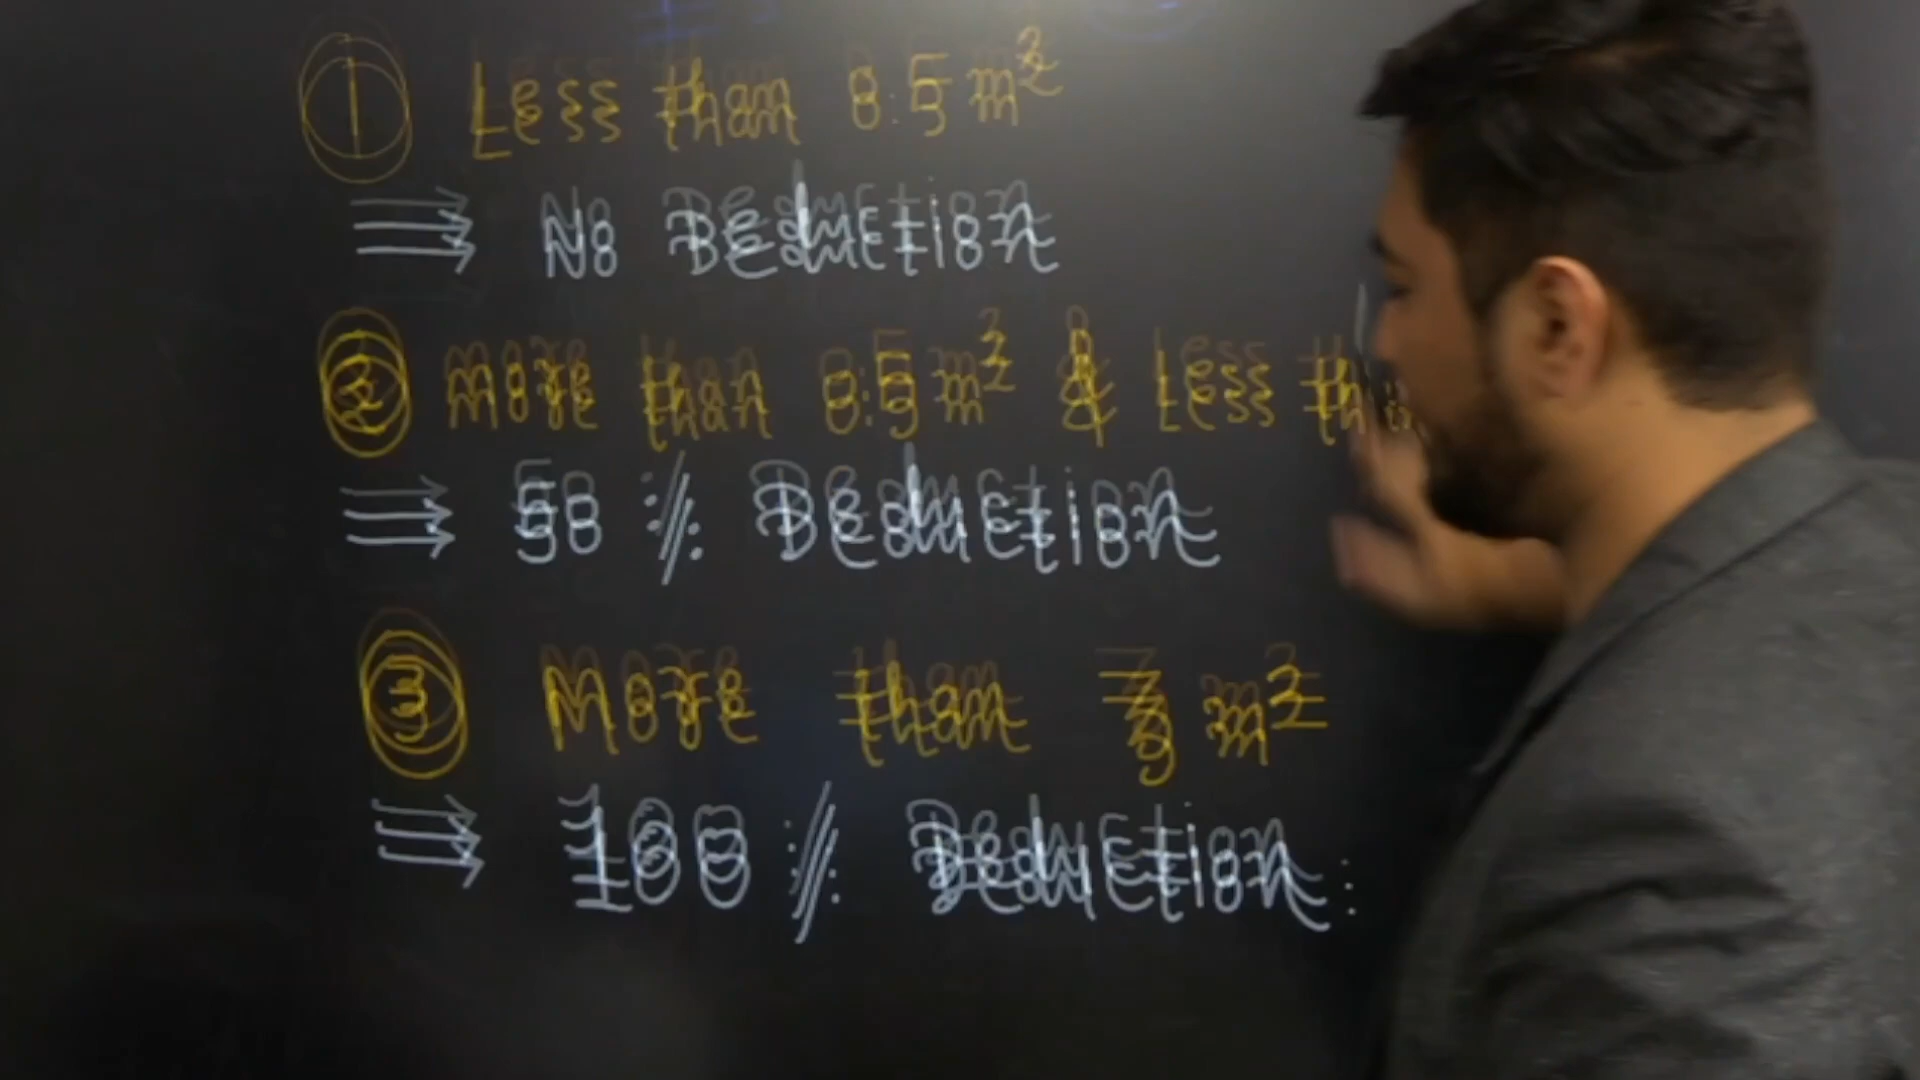 1 Less than 0.5 m²
⇒ No Deduction
2 More than 0.5 m² & Less
⇒ 50 % Deduction
3 More than 3 m²
⇒ 100 % Deduction.